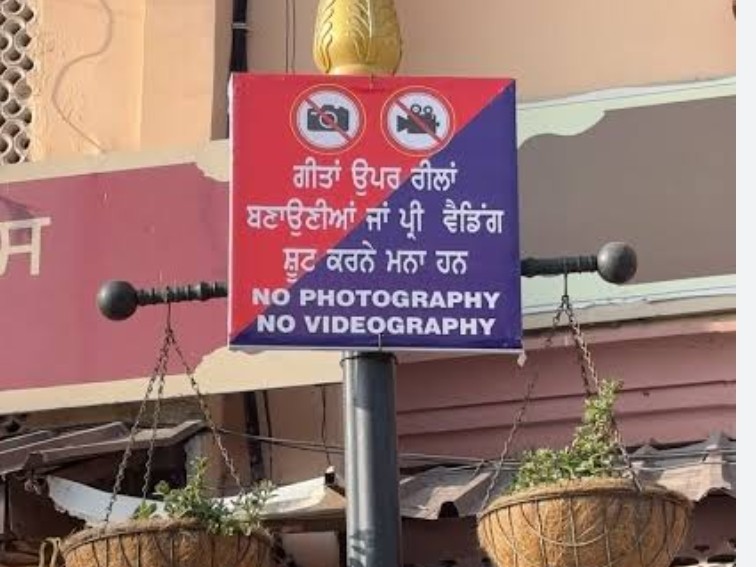 ਗੀਤਾਂ ਉਪਰ ਰੀਲਾਂ
ਬਣਾਉਣੀਆਂ ਜਾਂ ਪ੍ਰੀ ਵੈਡਿੰਗ
ਸ਼ੂਟ ਕਰਨੇ ਮਨਾ ਹਨ
NO PHOTOGRAPHY
NO VIDEOGRAPHY